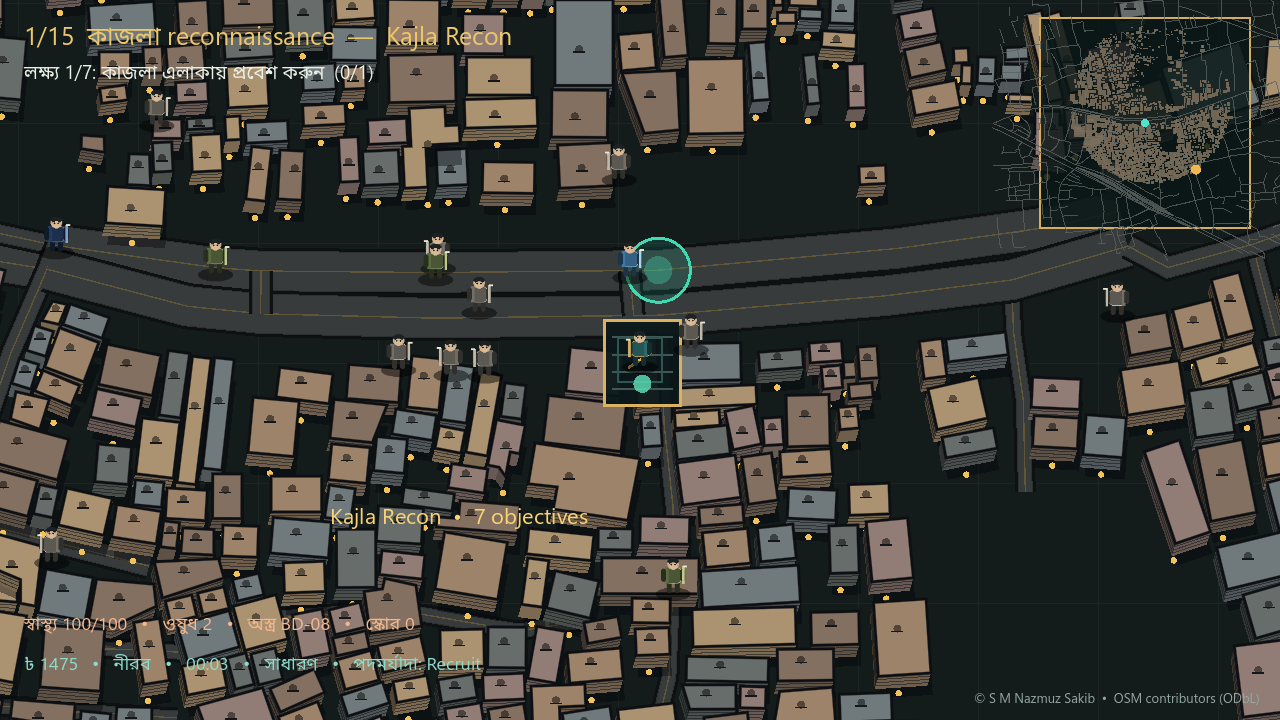 1/15 কাজলা reconnaissance — Kajla Recon
লক্ষ্য 1/7: কাজলা এলাকায় প্রবেশ করুন (0/1)
Kajla Recon • 7 objectives
স্বাস্থ্য 100/100 • ওষুধ 2 • অস্ত্র BD-08 • স্কোর 0
৳ 1475 • নীরব • 00:03 • সাধারণ • পদমর্যাদা: Recruit
© S M Nazmuz Sakib • OSM contributors (ODbL)